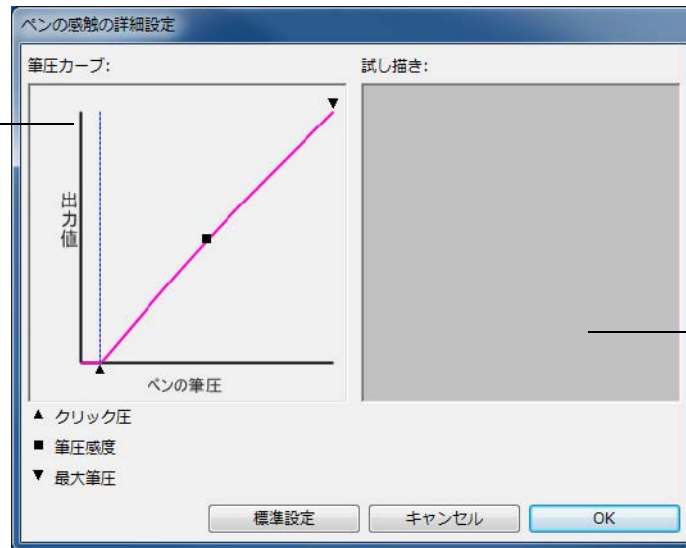 ペンの感触の詳細設定
筆圧カーブ:
試し描き:
出力値
ペンの筆圧
▲ クリック圧
■ 筆圧感度
▼ 最大筆圧
標準設定
キャンセル
OK